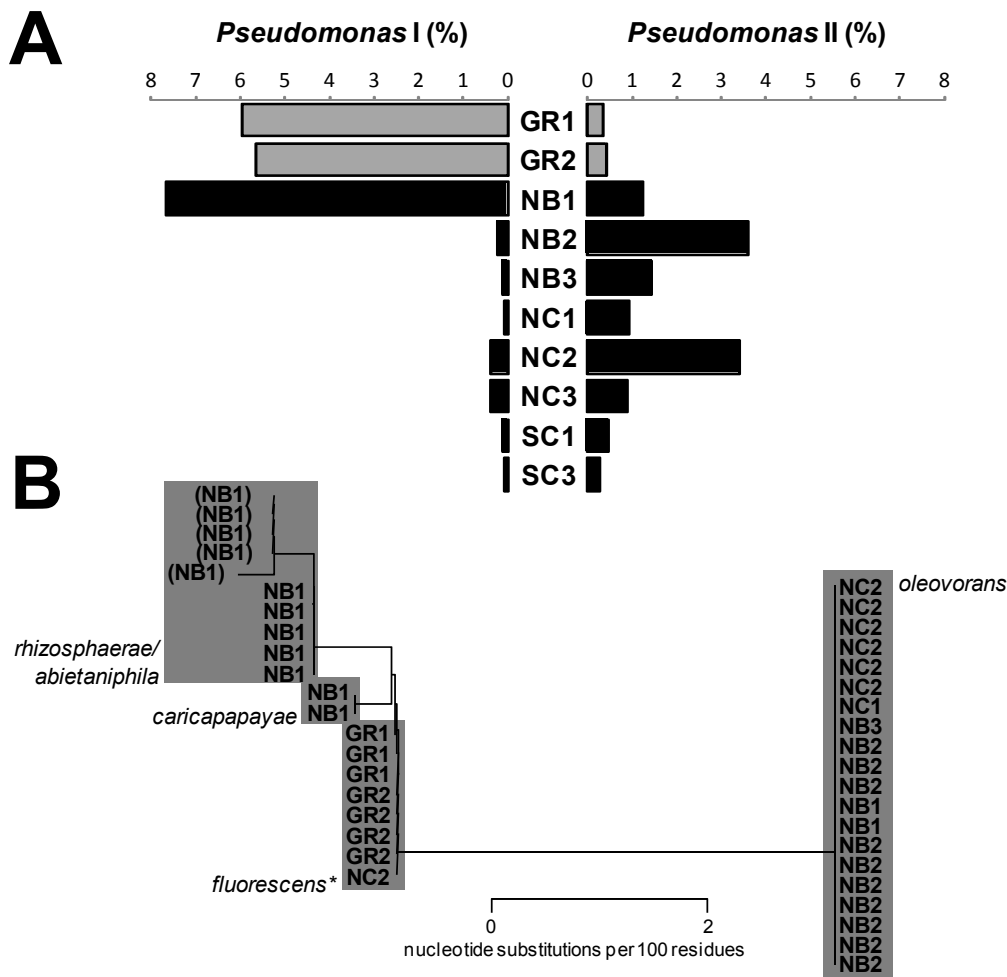 A
Pseudomonas I (%)
Pseudomonas II (%)
8 7 6 5 4 3 2 1 0
0 1 2 3 4 5 6 7 8
GR1
GR2
NB1
NB2
NB3
NC1
NC2
NC3
SC1
SC3
B
(NB1)
(NB1)
(NB1)
(NB1)
(NB1)
NB1
NB1
NB1
NB1
NB1
rhizosphaerae/
abietaniphila
NB1
NB1
caricapapayae
GR1
GR1
GR1
GR2
GR2
GR2
GR2
NC2
fluorescens*
NC2 oleovorans
NC2
NC2
NC2
NC2
NC2
NC1
NB3
NB2
NB2
NB2
NB1
NB1
NB2
NB2
NB2
NB2
NB2
NB2
NB2
0 2
nucleotide substitutions per 100 residues